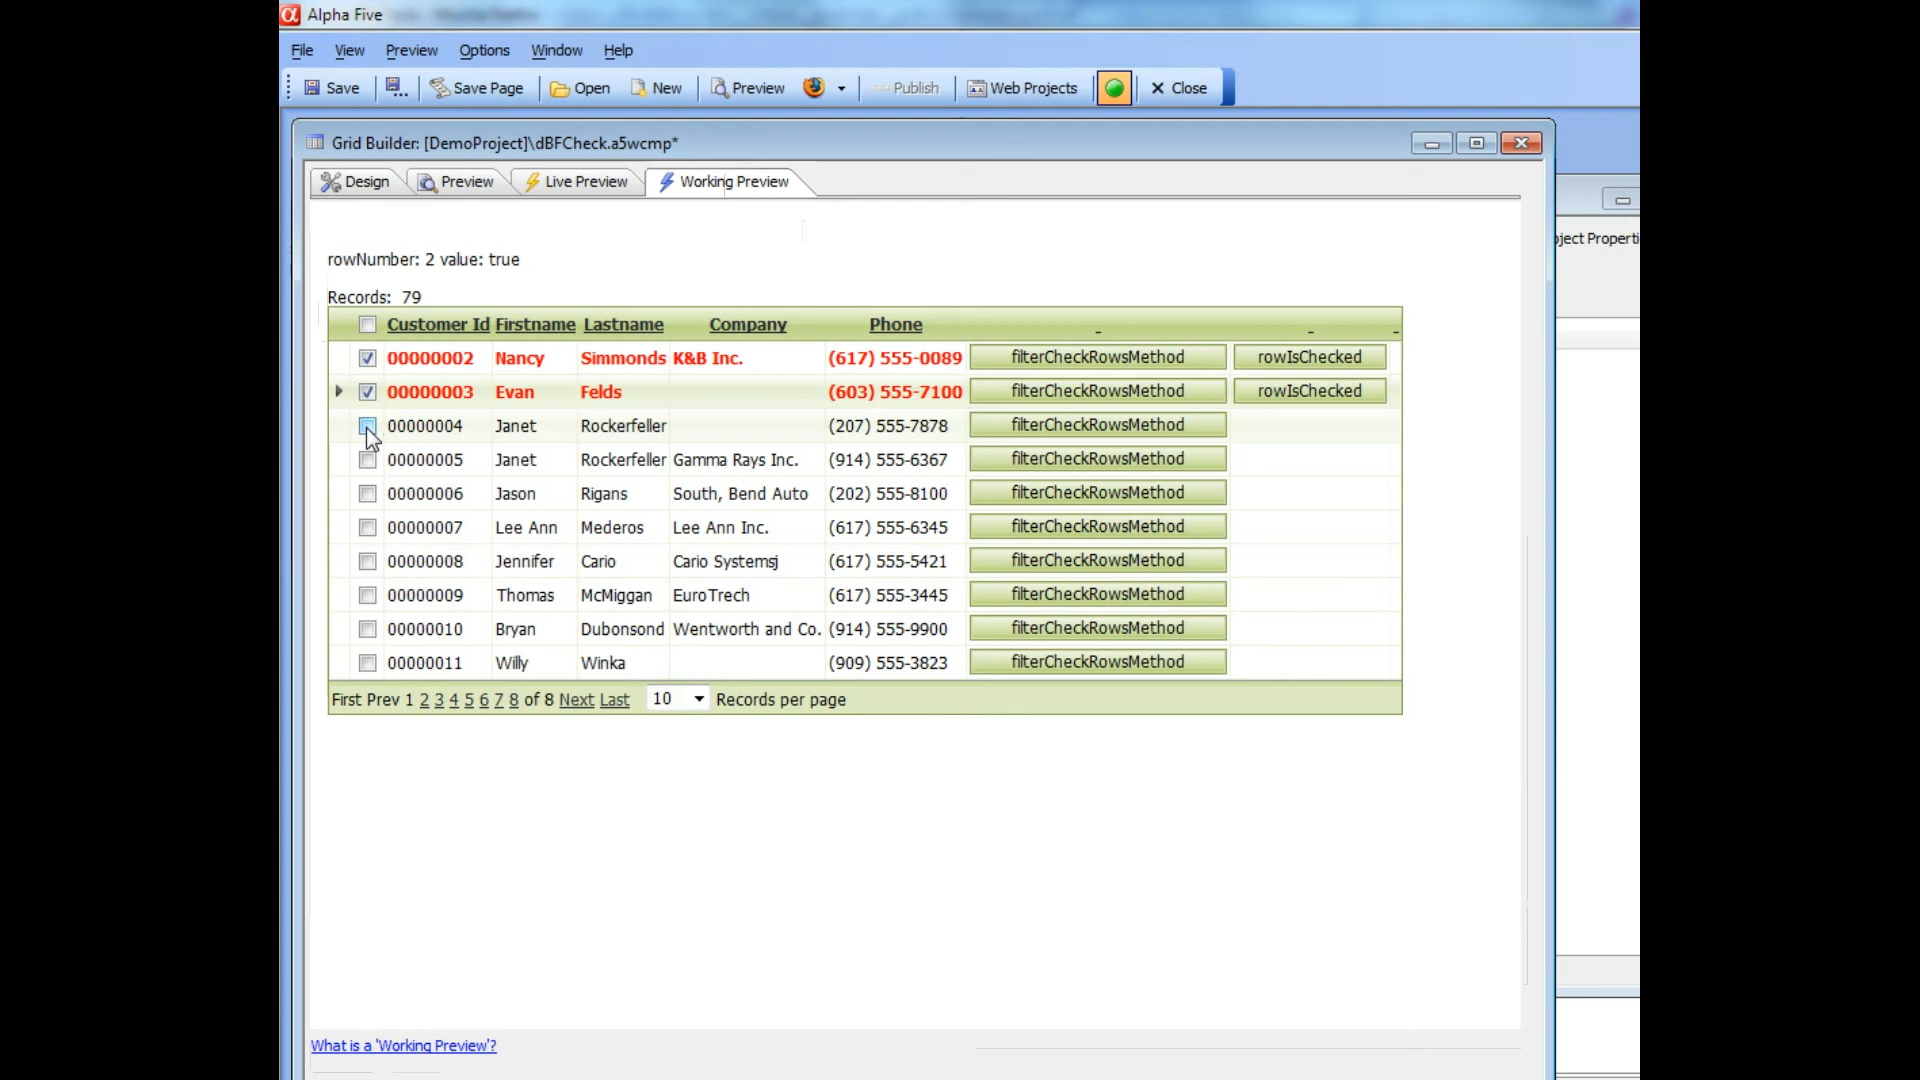 Alpha Five
File View Preview Options Window Help
Save Save Page Open New Preview Publish Web Projects Close
Grid Builder: [DemoProject]\dBFCheck.a5wcmp*
Design Preview Live Preview Working Preview
rowNumber: 2 value: true
Records: 79
Customer Id Firstname Lastname Company Phone
00000002 Nancy Simmonds K&B Inc. (617) 555-0089 filterCheckRowsMethod rowIsChecked
00000003 Evan Felds (603) 555-7100 filterCheckRowsMethod rowIsChecked
00000004 Janet Rockerfeller (207) 555-7878 filterCheckRowsMethod
00000005 Janet Rockerfeller Gamma Rays Inc. (914) 555-6367 filterCheckRowsMethod
00000006 Jason Rigans South, Bend Auto (202) 555-8100 filterCheckRowsMethod
00000007 Lee Ann Mederos Lee Ann Inc. (617) 555-6345 filterCheckRowsMethod
00000008 Jennifer Cario Cario Systemsj (617) 555-5421 filterCheckRowsMethod
00000009 Thomas McMiggan EuroTrech (617) 555-3445 filterCheckRowsMethod
00000010 Bryan Dubonsond Wentworth and Co. (914) 555-9900 filterCheckRowsMethod
00000011 Willy Winka (909) 555-3823 filterCheckRowsMethod
First Prev 1 2 3 4 5 6 7 8 of 8 Next Last 10 Records per page
What is a 'Working Preview'?